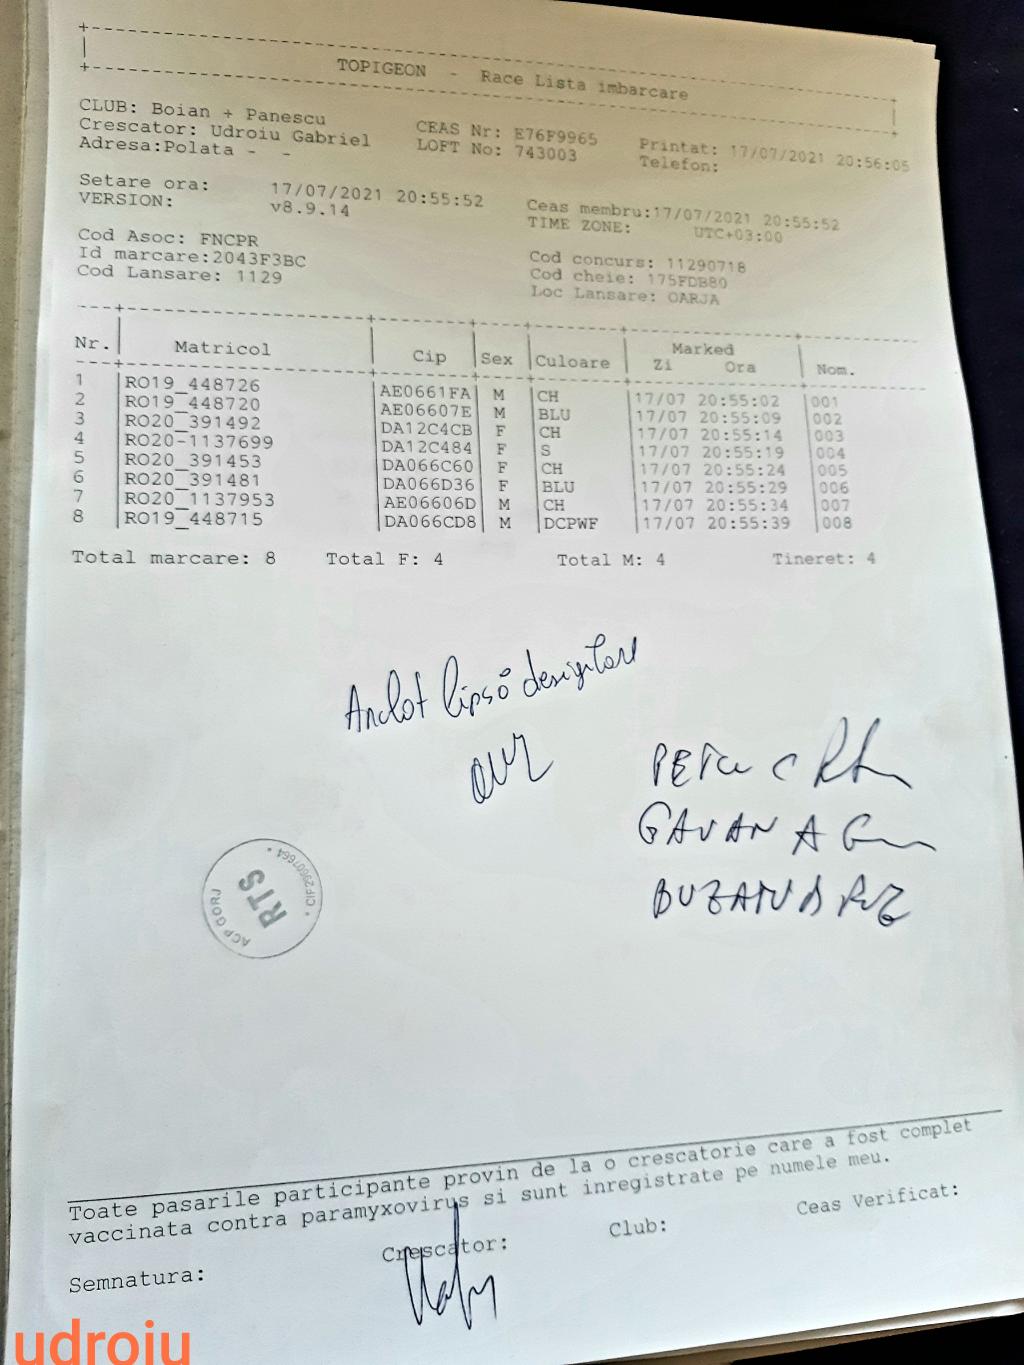 TOPIGEON - Race Lista imbarcare
CLUB: Boian + Panescu
Crescator: Udroiu Gabriel CEAS Nr: E76F9965 Printat: 17/07/2021 20:56:05
Adresa:Polata - - LOFT No: 743003 Telefon:
Setare ora: 17/07/2021 20:55:52 Ceas membru:17/07/2021 20:55:52
VERSION: v8.9.14 TIME ZONE: UTC+03:00
Cod Asoc: FNCPR Cod concurs: 11290718
Id marcare:2043F3BC Cod cheie: 175FDB80
Cod Lansare: 1129 Loc Lansare: OARJA
Nr. Matricol Cip Sex Culoare Marked Zi Ora Nom.
1 RO19_448726 AE0661FA M CH 17/07 20:55:02 001
2 RO19_448720 AE06607E M BLU 17/07 20:55:09 002
3 RO20_391492 DA12C4CB F CH 17/07 20:55:14 003
4 RO20-1137699 DA12C484 F S 17/07 20:55:19 004
5 RO20_391453 DA066C60 F CH 17/07 20:55:24 005
6 RO20_391481 DA066D36 F BLU 17/07 20:55:29 006
7 RO20_1137953 AE06606D M CH 17/07 20:55:34 007
8 RO19_448715 DA066CD8 M DCPWF 17/07 20:55:39 008
Total marcare: 8 Total F: 4 Total M: 4 Tineret: 4
lipsă desigilare
PETCU C
GAVAN A
BUZATU D
ACP GORJ
RTS
Toate pasarile participante provin de la o crescatorie care a fost complet
vaccinata contra paramyxovirus si sunt inregistrate pe numele meu.
Semnatura: Crescator: Club: Ceas Verificat:
udroiu